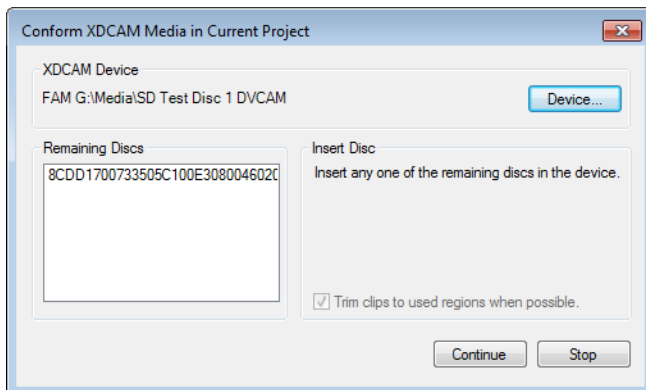 Conform XDCAM Media in Current Project
XDCAM Device
FAM G:\Media\SD Test Disc 1 DVCAM
Device...
Remaining Discs
8CDD1700733505C100E308004602C
Insert Disc
Insert any one of the remaining discs in the device.
Trim clips to used regions when possible.
Continue
Stop